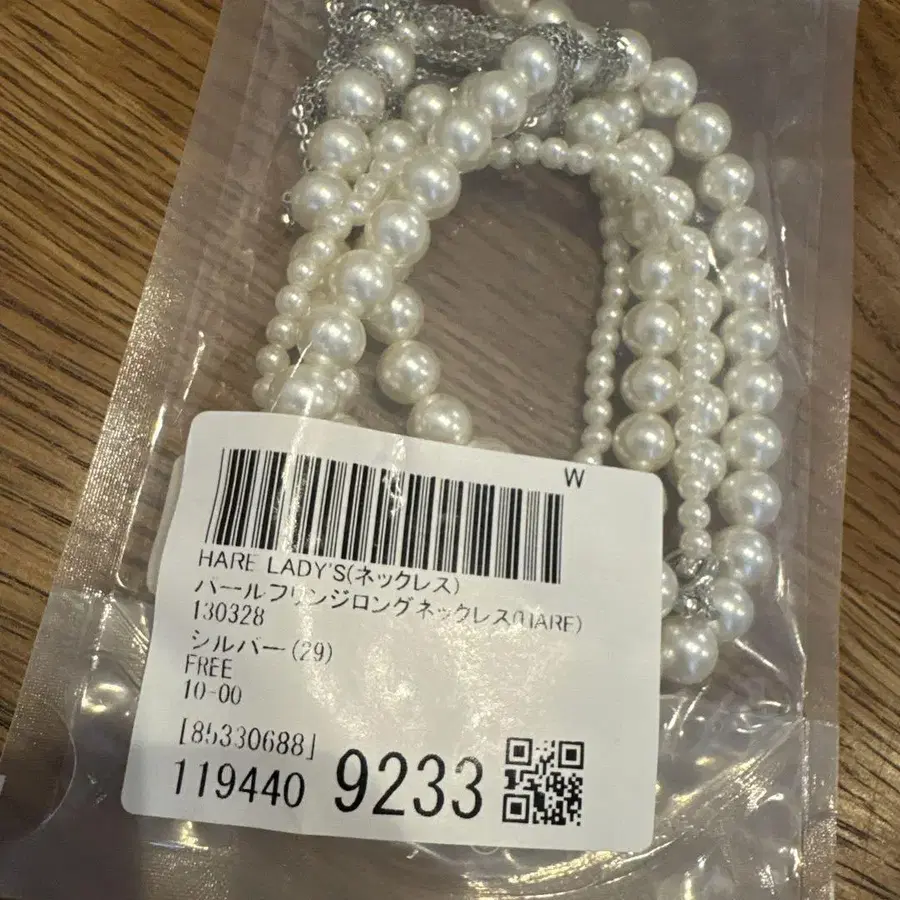 W
HARE LADY'S(ネックレス)
パールフリンジロングネックレス(HARE)
130328
シルバー(29)
FREE
10-00
[85330688]
119440 9233